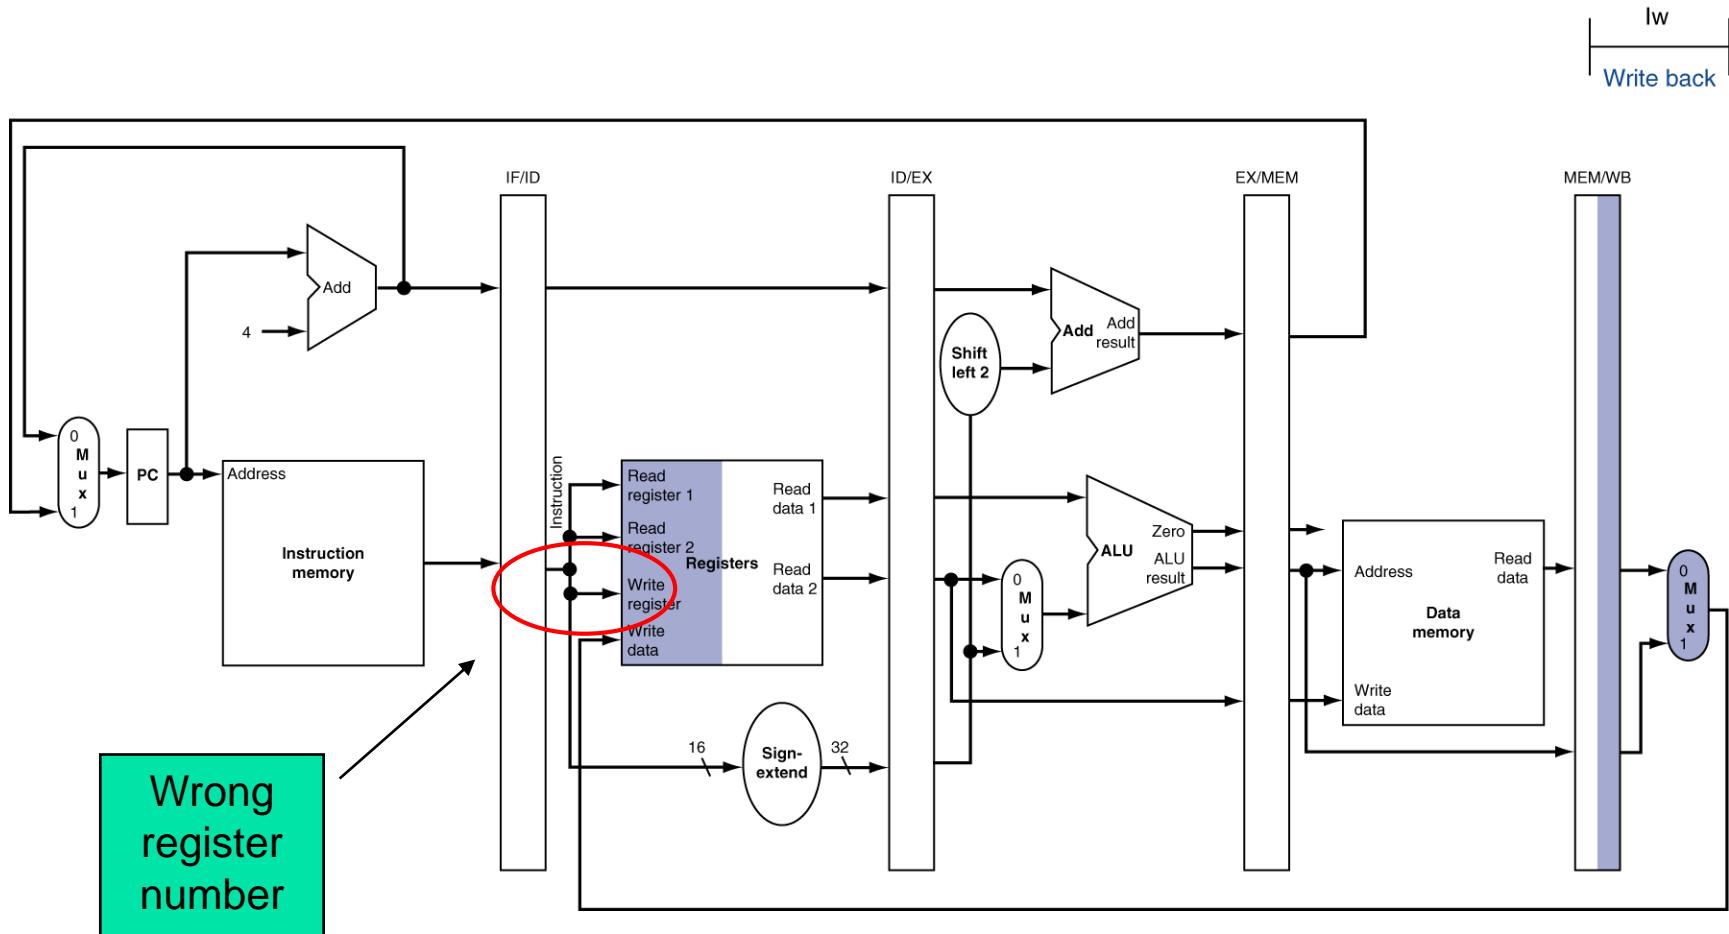 lw
Write back
IF/ID
ID/EX
EX/MEM
MEM/WB
Add
4
Add
Add
result
Shift
left 2
0
M
u
x
1
PC
Address
Instruction
memory
Instruction
Read
register 1
Read
register 2
Write
register
Write
data
Registers
Read
data 1
Read
data 2
0
M
u
x
1
Zero
ALU
ALU
result
Address
Read
data
Data
memory
Write
data
0
M
u
x
1
16
Sign-
extend
32
Wrong
register
number